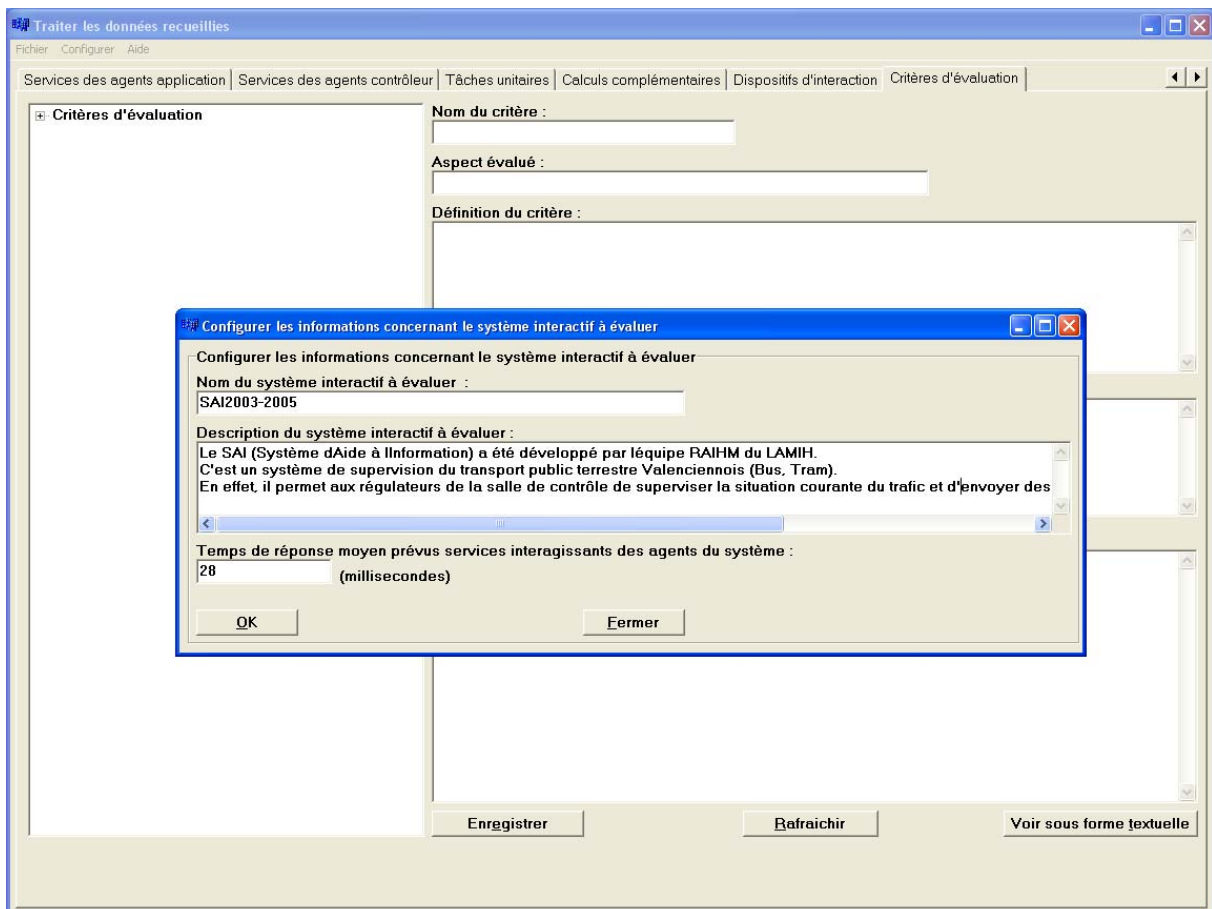 Traiter les données recueillies
Fichier Configurer Aide
Services des agents application Services des agents contrôleur Tâches unitaires Calculs complémentaires Dispositifs d'interaction Critères d'évaluation
Critères d'évaluation
Nom du critère :
Aspect évalué :
Définition du critère :
Configurer les informations concernant le système interactif à évaluer
Configurer les informations concernant le système interactif à évaluer
Nom du système interactif à évaluer :
SAI2003-2005
Description du système interactif à évaluer :
Le SAI (Système dAide à lInformation) a été développé par léquipe RAIHM du LAMIH.
C'est un système de supervision du transport public terrestre Valenciennois (Bus, Tram).
En effet, il permet aux régulateurs de la salle de contrôle de superviser la situation courante du trafic et d'envoyer des
Temps de réponse moyen prévus services interagissants des agents du système :
28
(millisecondes)
OK Fermer
Enregistrer Rafraichir Voir sous forme textuelle